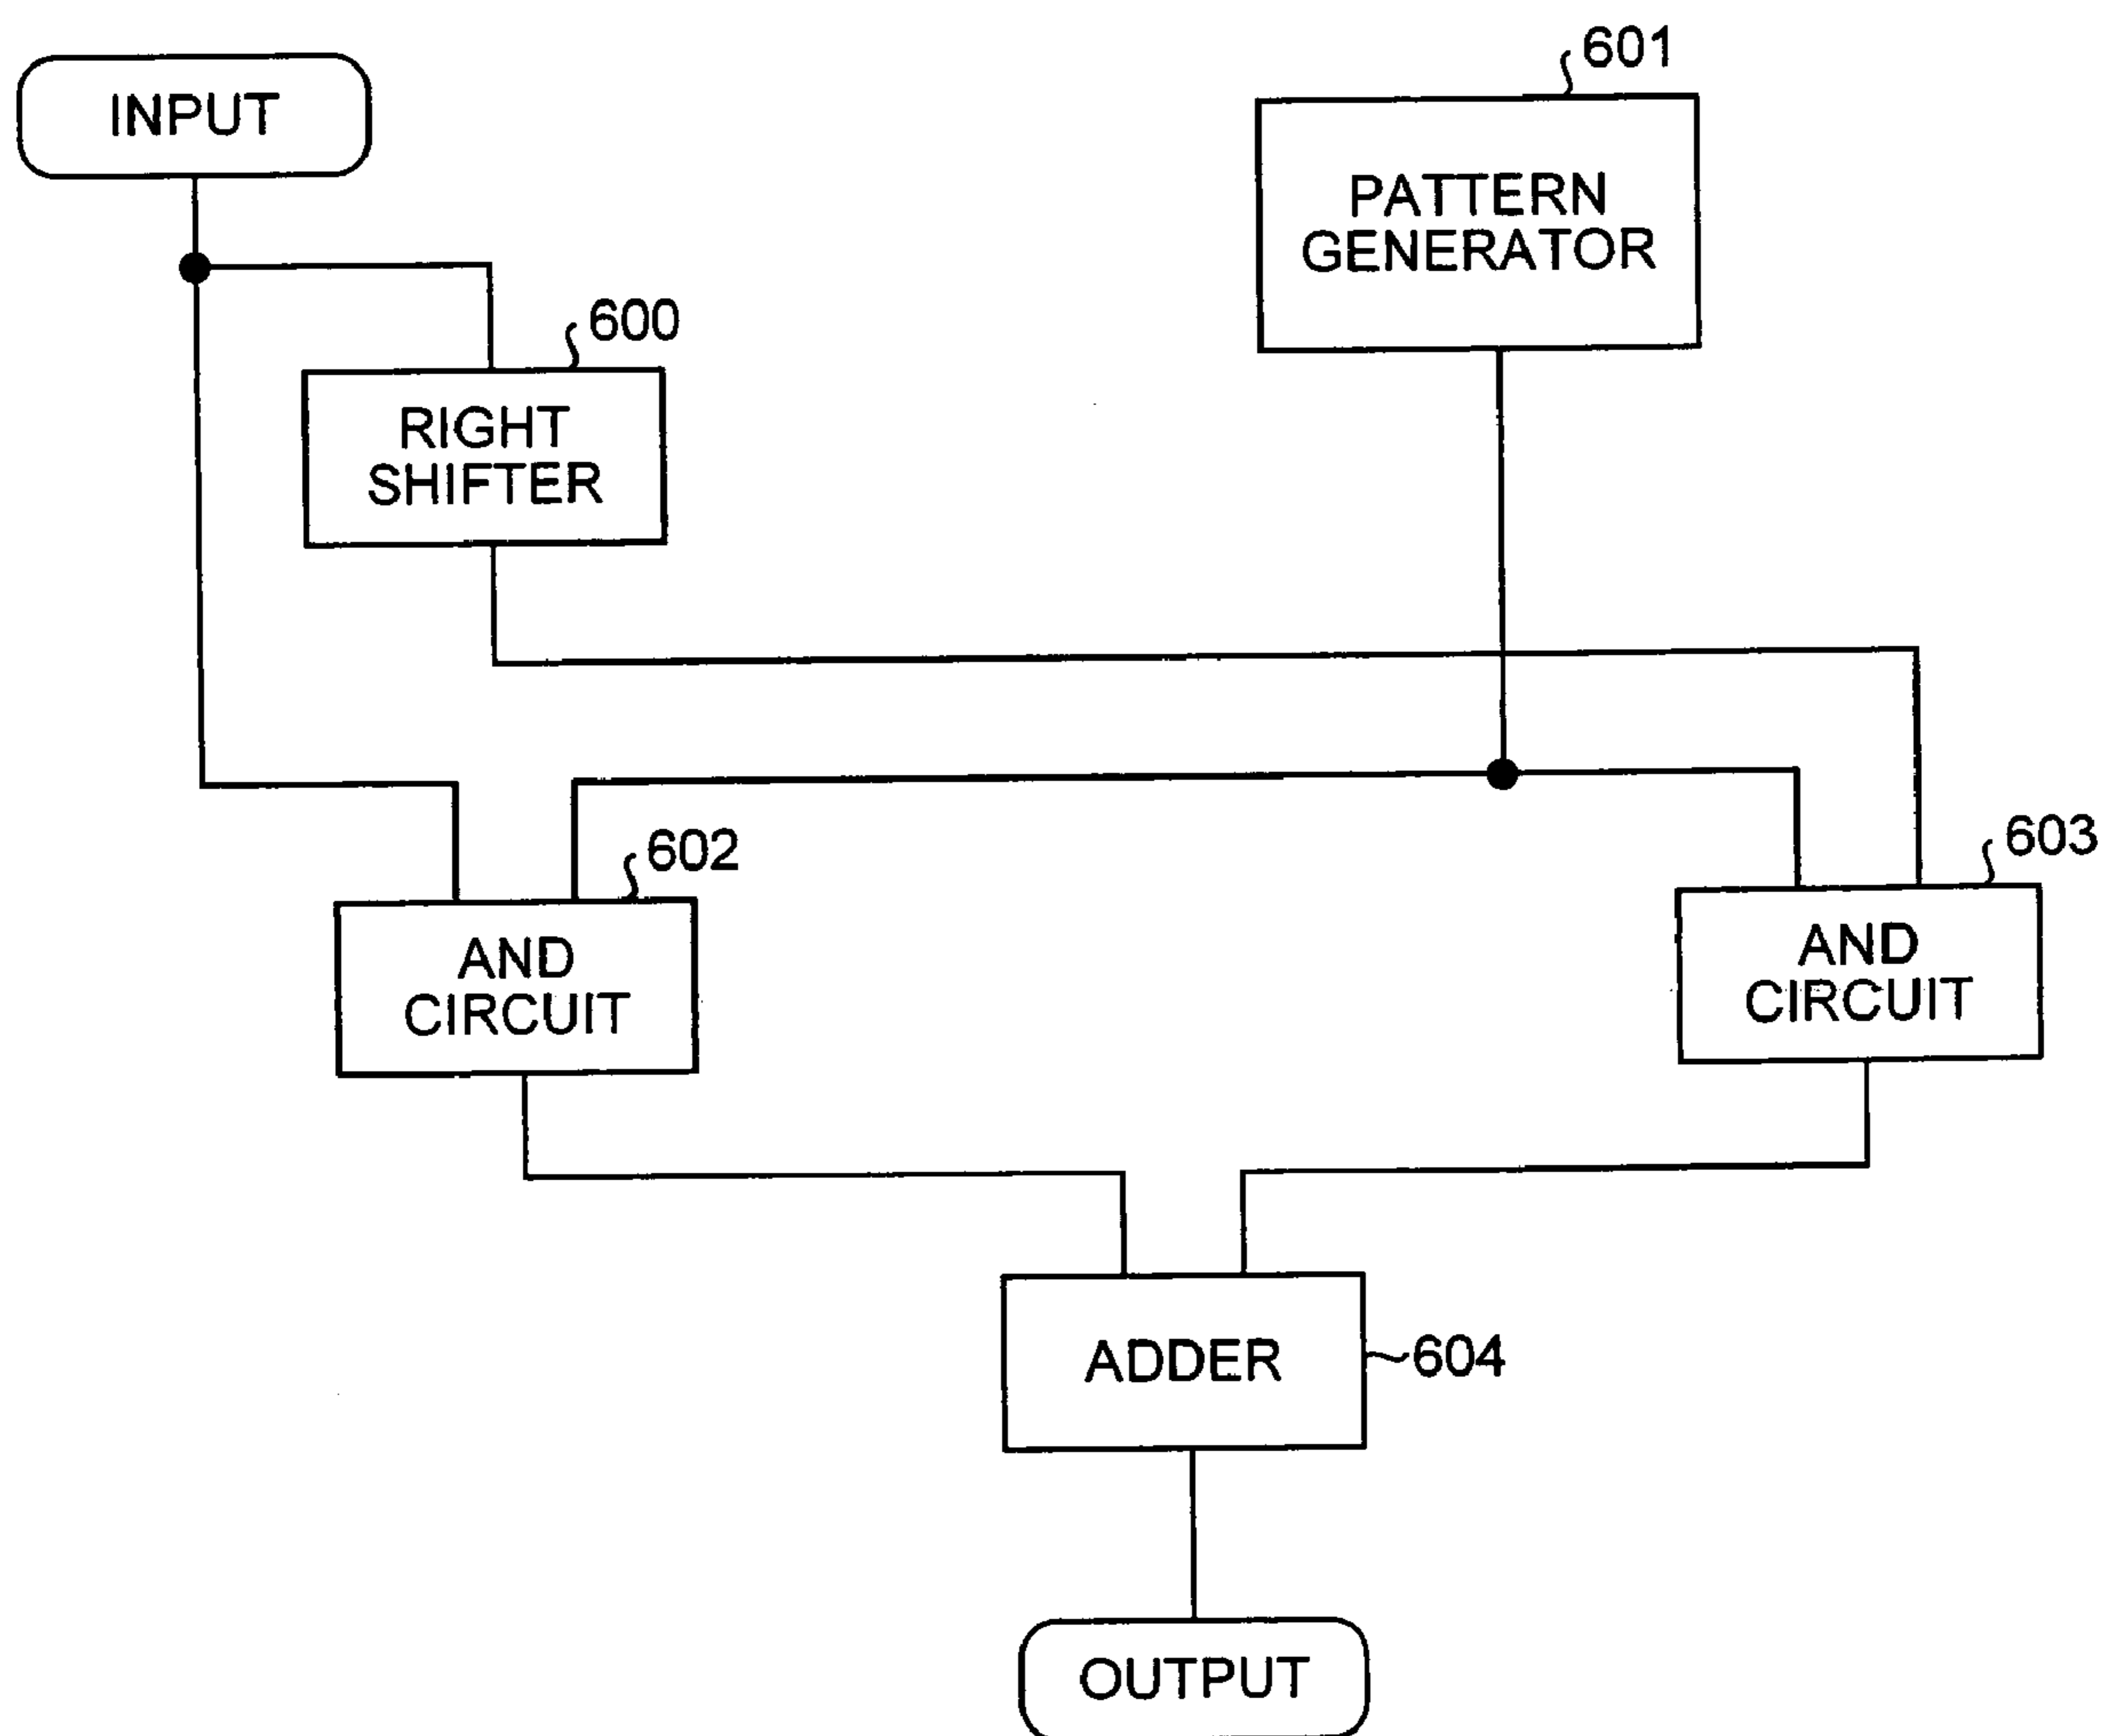 INPUT
601
PATTERN
GENERATOR
600
RIGHT
SHIFTER
602
603
AND
CIRCUIT
AND
CIRCUIT
ADDER
604
OUTPUT